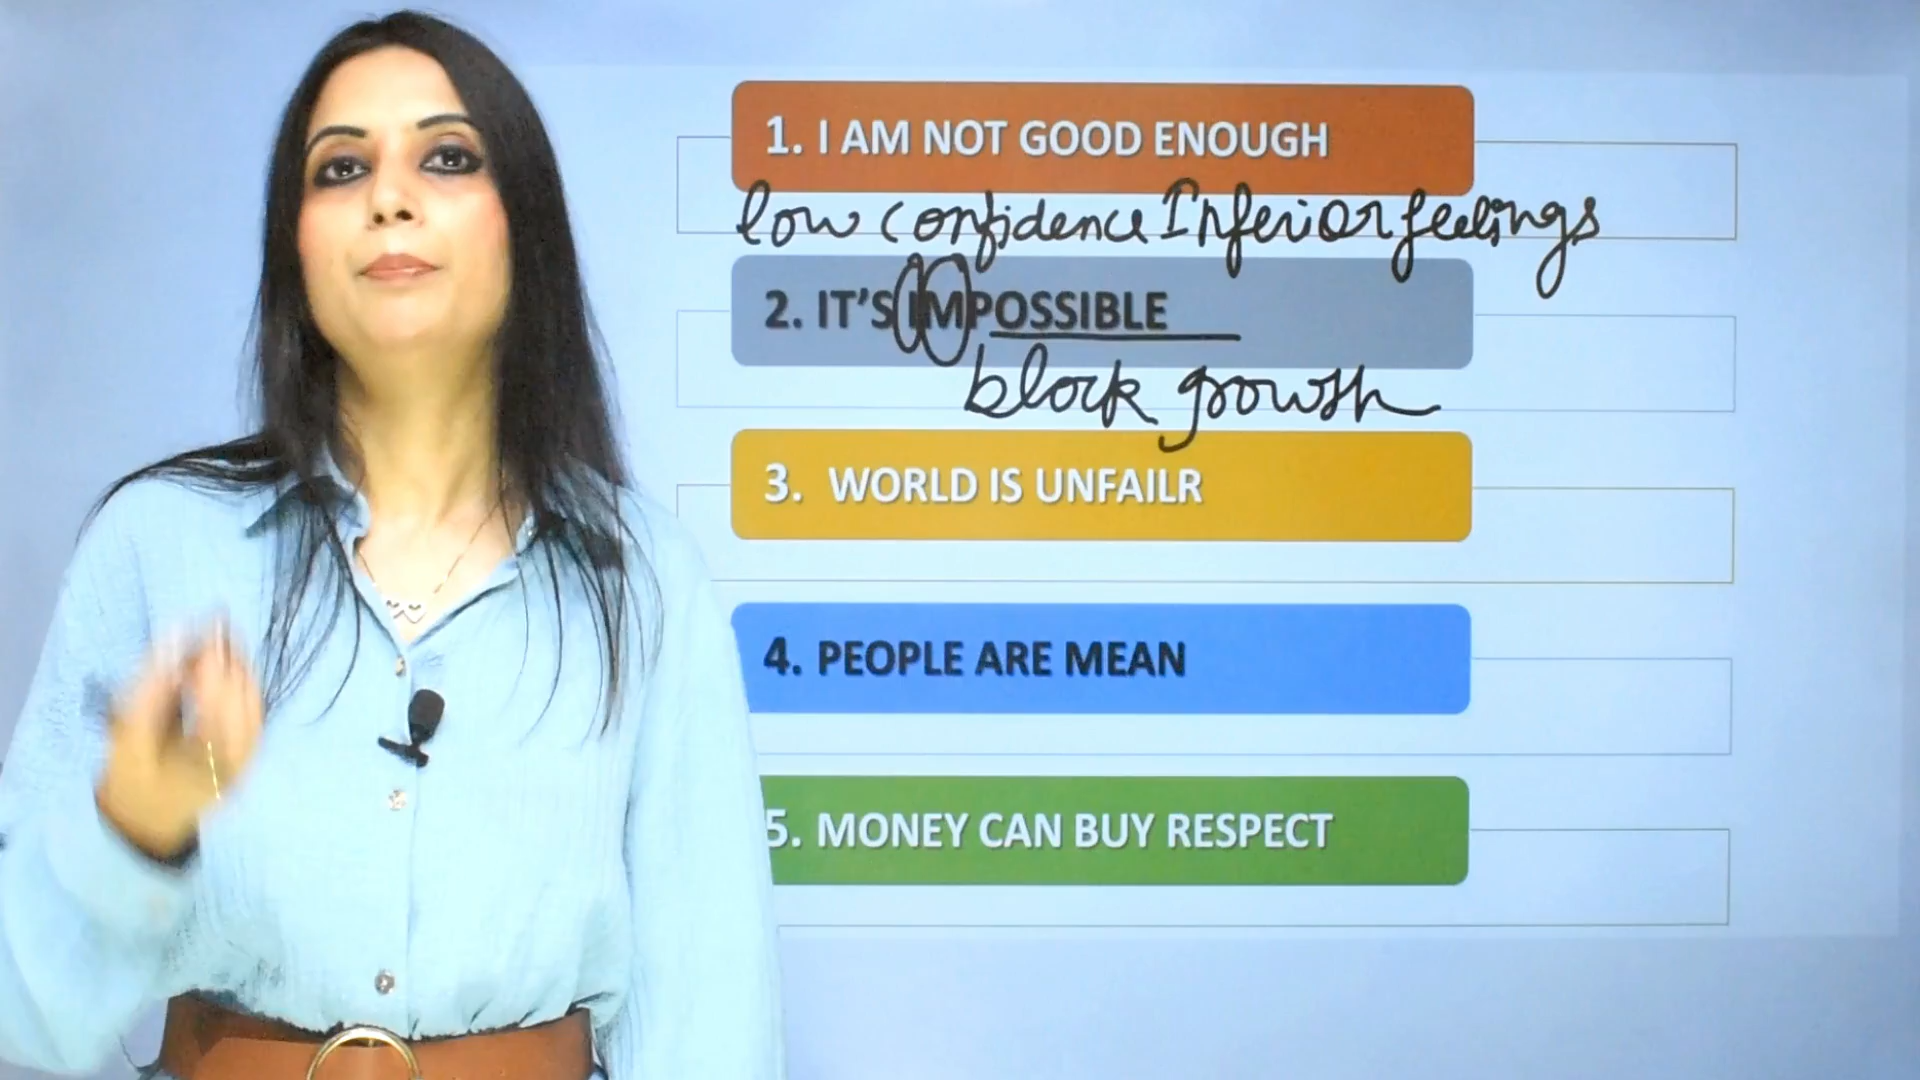 1. I AM NOT GOOD ENOUGH
low confidence Inferior feelings
2. IT'S IMPOSSIBLE
block growth
3. WORLD IS UNFAILR
4. PEOPLE ARE MEAN
5. MONEY CAN BUY RESPECT